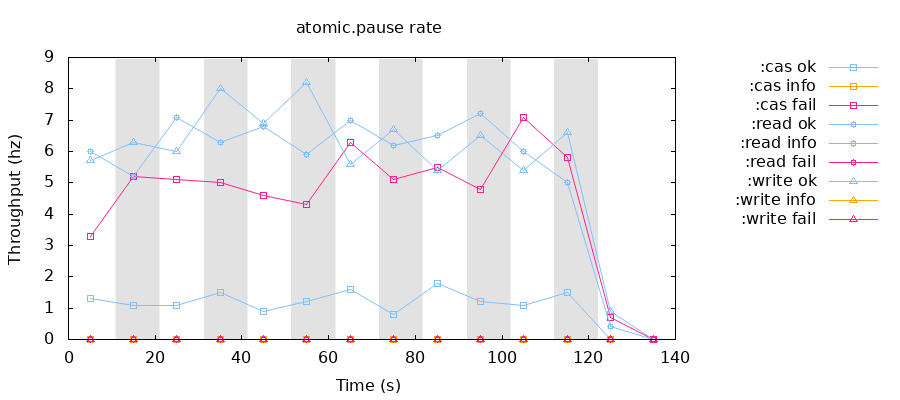 atomic.pause rate
Throughput (hz)
9
8
7
6
5
4
3
2
1
0
0 20 40 60 80 100 120 140
Time (s)
:cas ok
:cas info
:cas fail
:read ok
:read info
:read fail
:write ok
:write info
:write fail